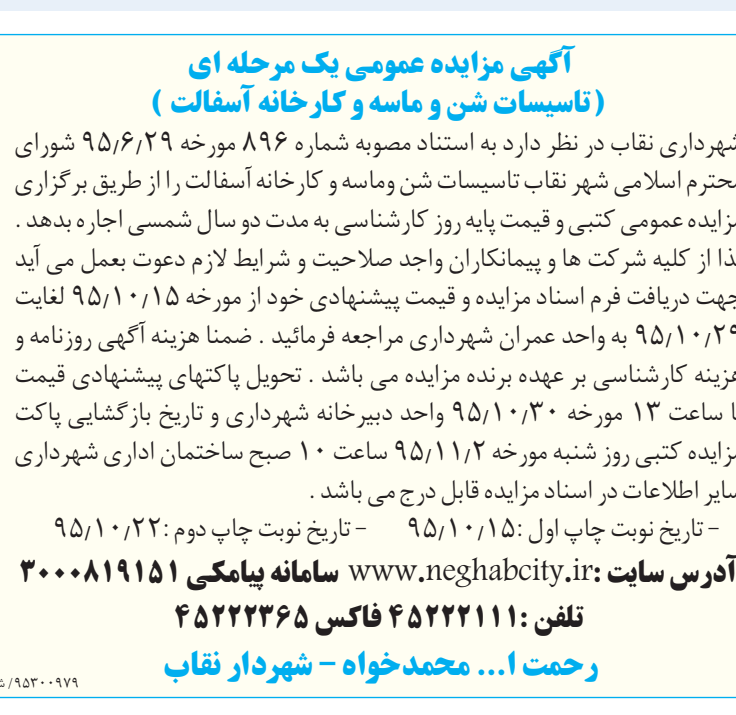 آگهی مزایده عمومی یک مرحله ای
(تاسیسات شن و ماسه و کارخانه آسفالت )
شهرداری نقاب در نظر دارد به استناد مصوبه شماره ۸۹۶ مورخه ۹۵/۶/۲۹ شورای
محترم اسلامی شهر نقاب تاسیسات شن وماسه و کارخانه آسفالت را از طریق برگزاری
مزایده عمومی کتبی و قیمت پایه روز کارشناسی به مدت دو سال شمسی اجاره بدهد .
لذا از کلیه شرکت ها و پیمانکاران واجد صلاحیت و شرایط لازم دعوت بعمل می آید
جهت دریافت فرم اسناد مزایده و قیمت پیشنهادی خود از مورخه ۹۵/۱۰/۱۵ لغایت
۹۵/۱۰/۲۹ به واحد عمران شهرداری مراجعه فرمائید . ضمنا هزینه آگهی روزنامه و
هزینه کارشناسی بر عهده برنده مزایده می باشد . تحویل پاکتهای پیشنهادی قیمت
تا ساعت ۱۳ مورخه ۹۵/۱۰/۳۰ واحد دبیرخانه شهرداری و تاریخ بازگشایی پاکت
مزایده کتبی روز شنبه مورخه ۹۵/۱۱/۲ ساعت ۱۰ صبح ساختمان اداری شهرداری
سایر اطلاعات در اسناد مزایده قابل درج می باشد .
- تاریخ نوبت چاپ اول :۹۵/۱۰/۱۵ - تاریخ نوبت چاپ دوم :۹۵/۱۰/۲۲
آدرس سایت :www.neghabcity.ir سامانه پیامکی ۳۰۰۰۸۱۹۱۵۱
تلفن :۴۵۲۲۲۱۱۱ فاکس ۴۵۲۲۲۳۶۵
رحمت ا... محمدخواه - شهردار نقاب
۹۵۳۰۰۹۷۹/